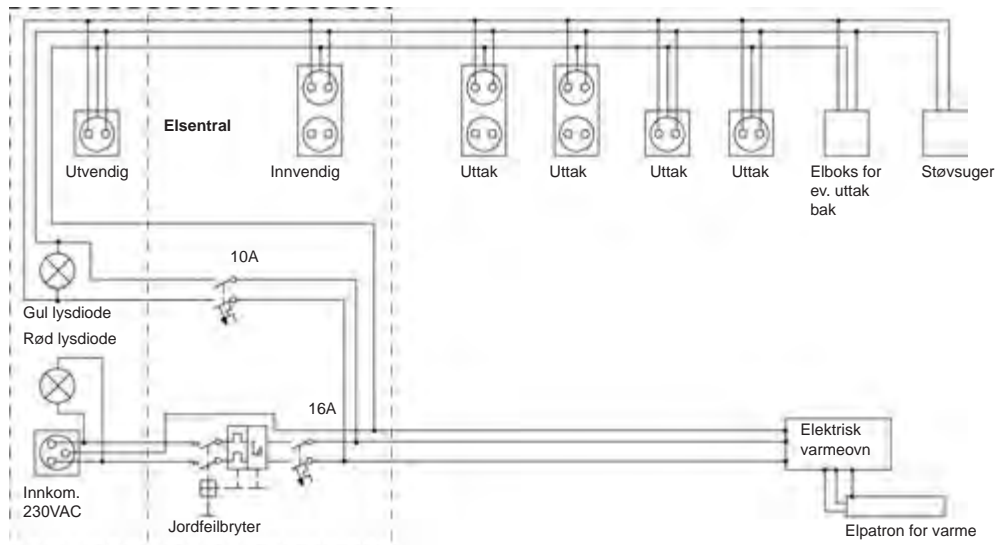 Elsentral
Utvendig
Innvendig
Uttak
Uttak
Uttak
Uttak
Elboks for
ev. uttak
bak
Støvsuger
10A
Gul lysdiode
Rød lysdiode
16A
Elektrisk
varmeovn
Innkom.
230VAC
Jordfeilbryter
Elpatron for varme